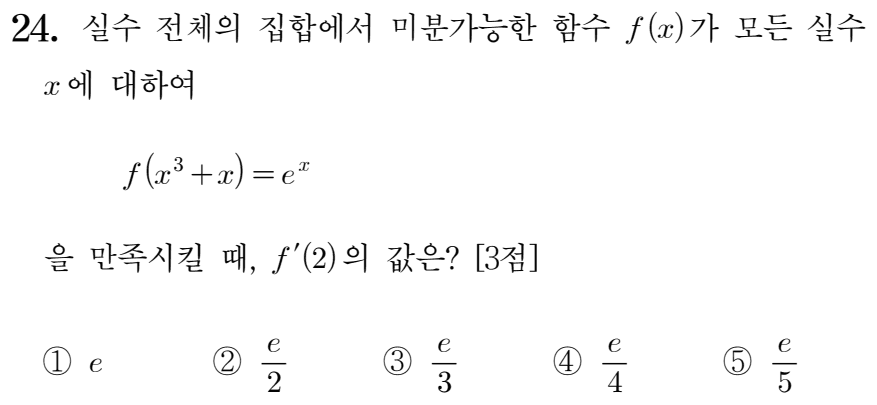 24. 실수 전체의 집합에서 미분가능한 함수 f(x)가 모든 실수
x에 대하여
f(x³+x)=eˣ
을 만족시킬 때, f′(2)의 값은? [3점]
① e ② e/2 ③ e/3 ④ e/4 ⑤ e/5